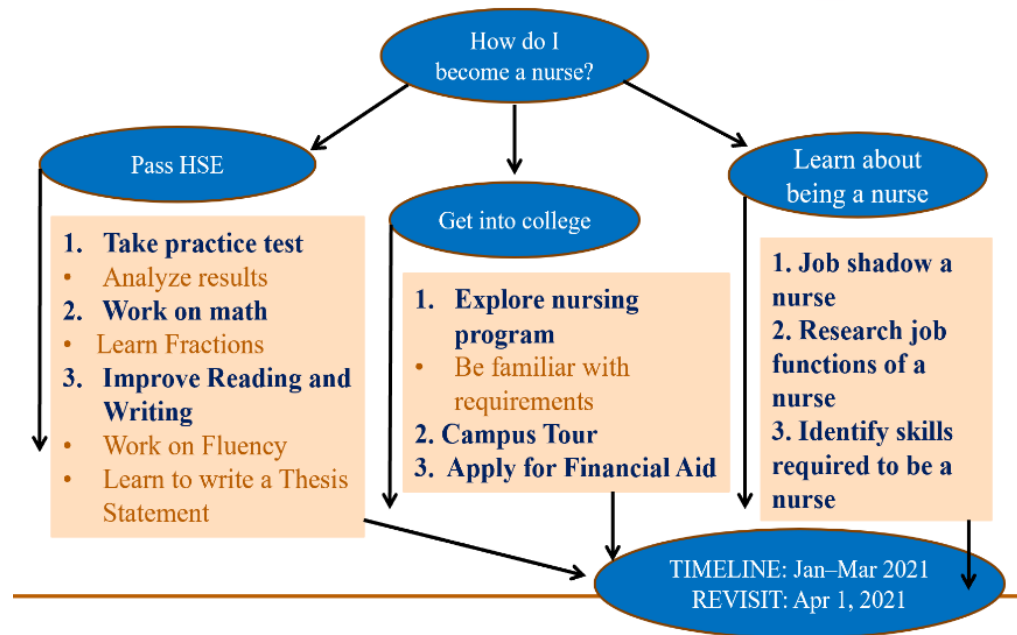 How do I
become a nurse?
Pass HSE
1. Take practice test
• Analyze results
2. Work on math
• Learn Fractions
3. Improve Reading and
Writing
• Work on Fluency
• Learn to write a Thesis
Statement
Get into college
1. Explore nursing
program
• Be familiar with
requirements
2. Campus Tour
3. Apply for Financial Aid
Learn about
being a nurse
1. Job shadow a
nurse
2. Research job
functions of a
nurse
3. Identify skills
required to be a
nurse
TIMELINE: Jan–Mar 2021
REVISIT: Apr 1, 2021